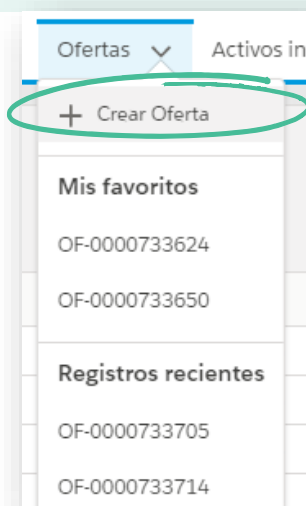 Ofertas Activos in
+ Crear Oferta
Mis favoritos
OF-0000733624
OF-0000733650
Registros recientes
OF-0000733705
OF-0000733714